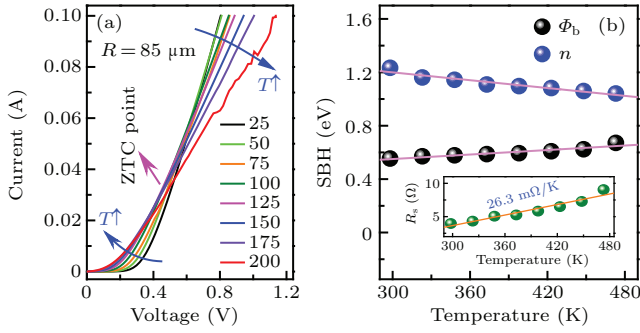 (a)
R = 85 μm
T↑
ZTC point
T↑
25
50
75
100
125
150
175
200
Current (A)
0.10
0.08
0.06
0.04
0.02
0.00
0 0.4 0.8 1.2
Voltage (V)
(b)
Φb
n
SBH (eV)
1.8
1.2
0.6
0
300 360 420 480
Temperature (K)
Rs (Ω)
10
5
0
26.3 mΩ/K
300 360 420 480
Temperature (K)